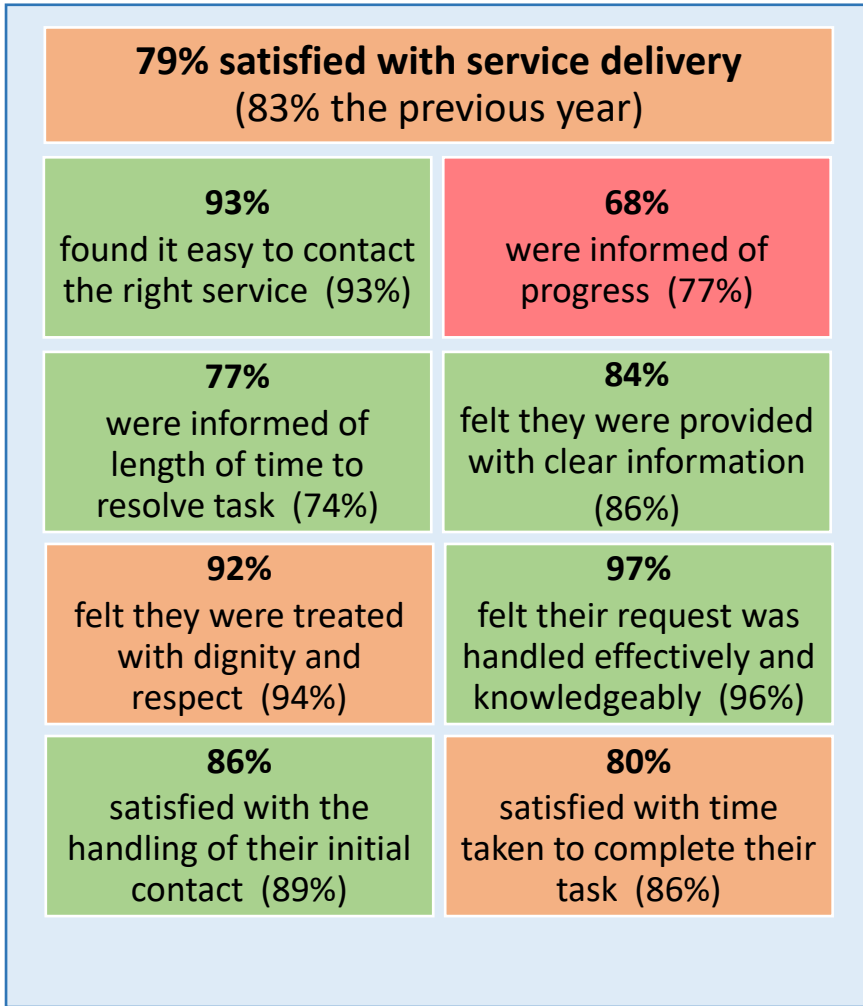 79% satisfied with service delivery
(83% the previous year)
93%
found it easy to contact
the right service (93%)
68%
were informed of
progress (77%)
77%
were informed of
length of time to
resolve task (74%)
84%
felt they were provided
with clear information
(86%)
92%
felt they were treated
with dignity and
respect (94%)
97%
felt their request was
handled effectively and
knowledgeably (96%)
86%
satisfied with the
handling of their initial
contact (89%)
80%
satisfied with time
taken to complete their
task (86%)